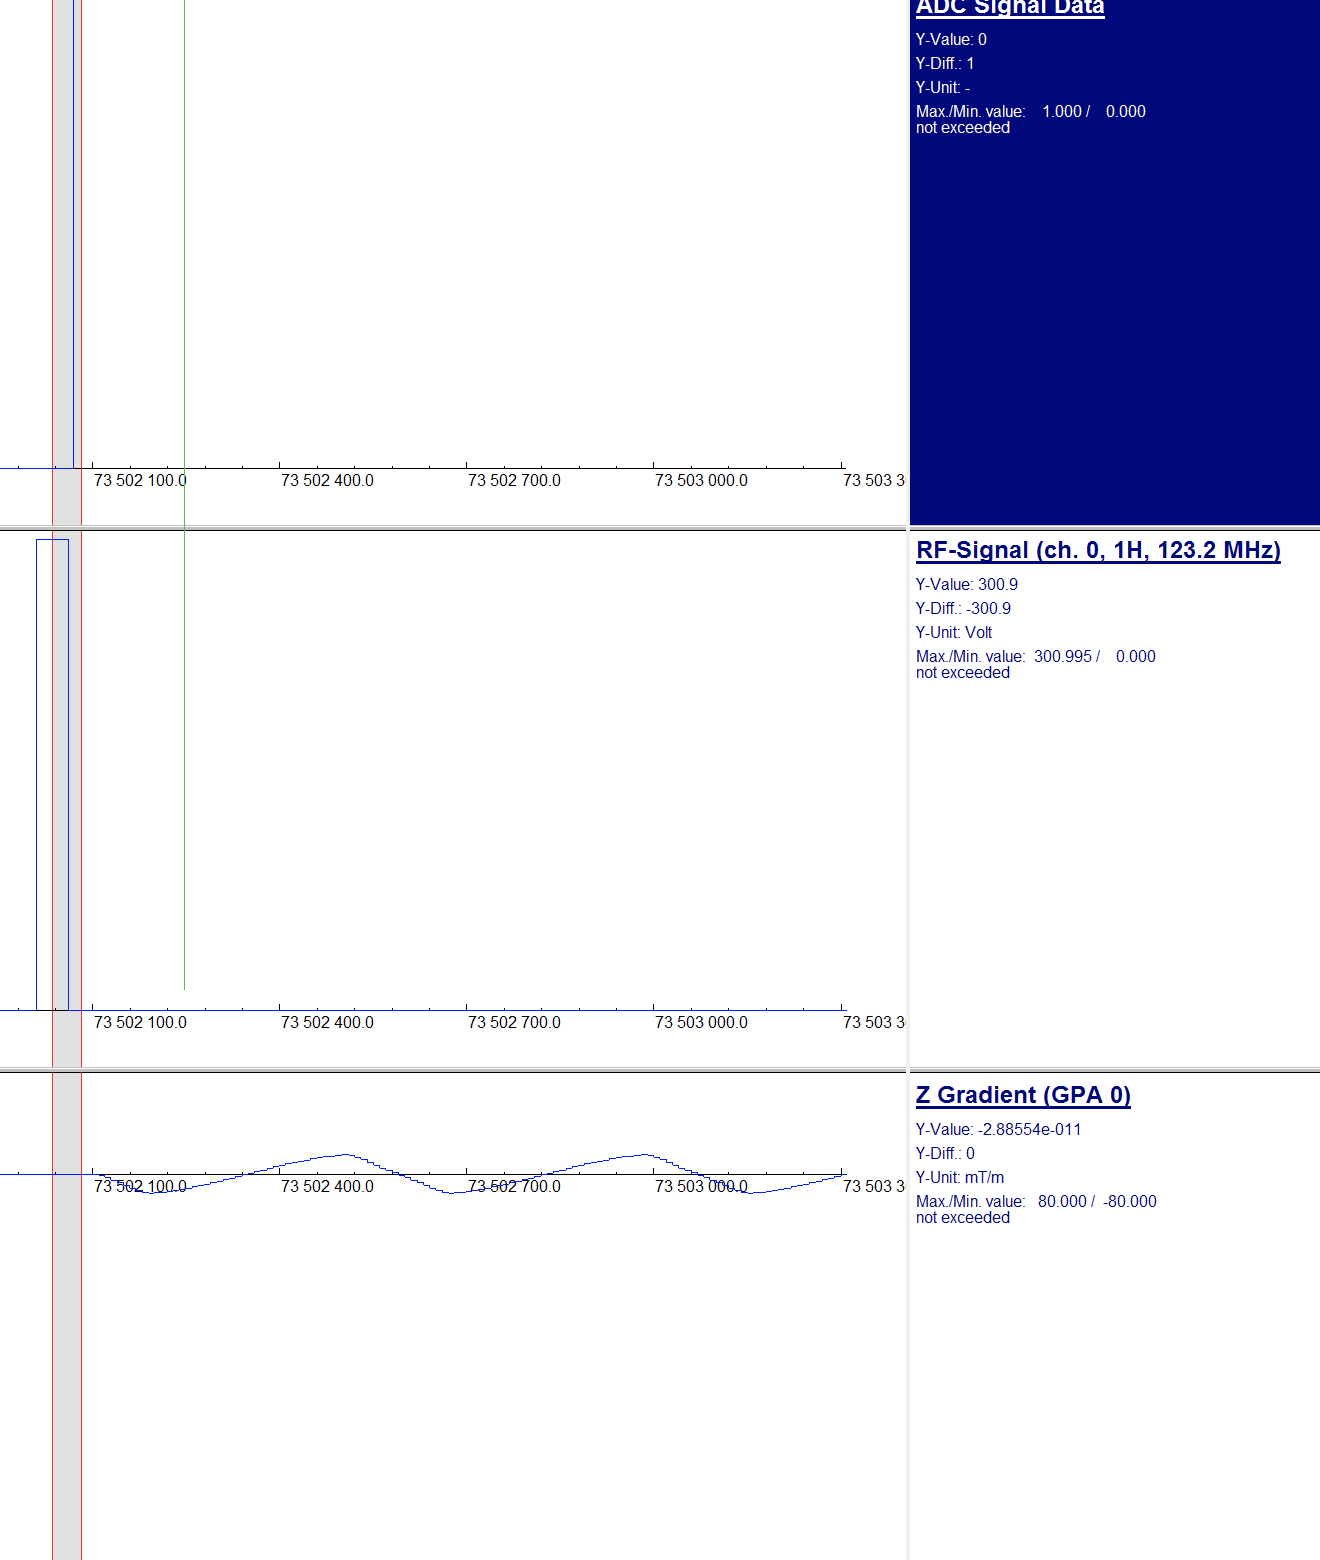 ADC Signal Data
Y-Value: 0
Y-Diff.: 1
Y-Unit: -
Max./Min. value: 1.000 / 0.000
not exceeded
73 502 100.0 73 502 400.0 73 502 700.0 73 503 000.0 73 503 3
RF-Signal (ch. 0, 1H, 123.2 MHz)
Y-Value: 300.9
Y-Diff.: -300.9
Y-Unit: Volt
Max./Min. value: 300.995 / 0.000
not exceeded
73 502 100.0 73 502 400.0 73 502 700.0 73 503 000.0 73 503 3
Z Gradient (GPA 0)
Y-Value: -2.88554e-011
Y-Diff.: 0
Y-Unit: mT/m
73 502 100.0 73 502 400.0 73 502 700.0 73 503 000.0 73 503 3
Max./Min. value: 80.000 / -80.000
not exceeded